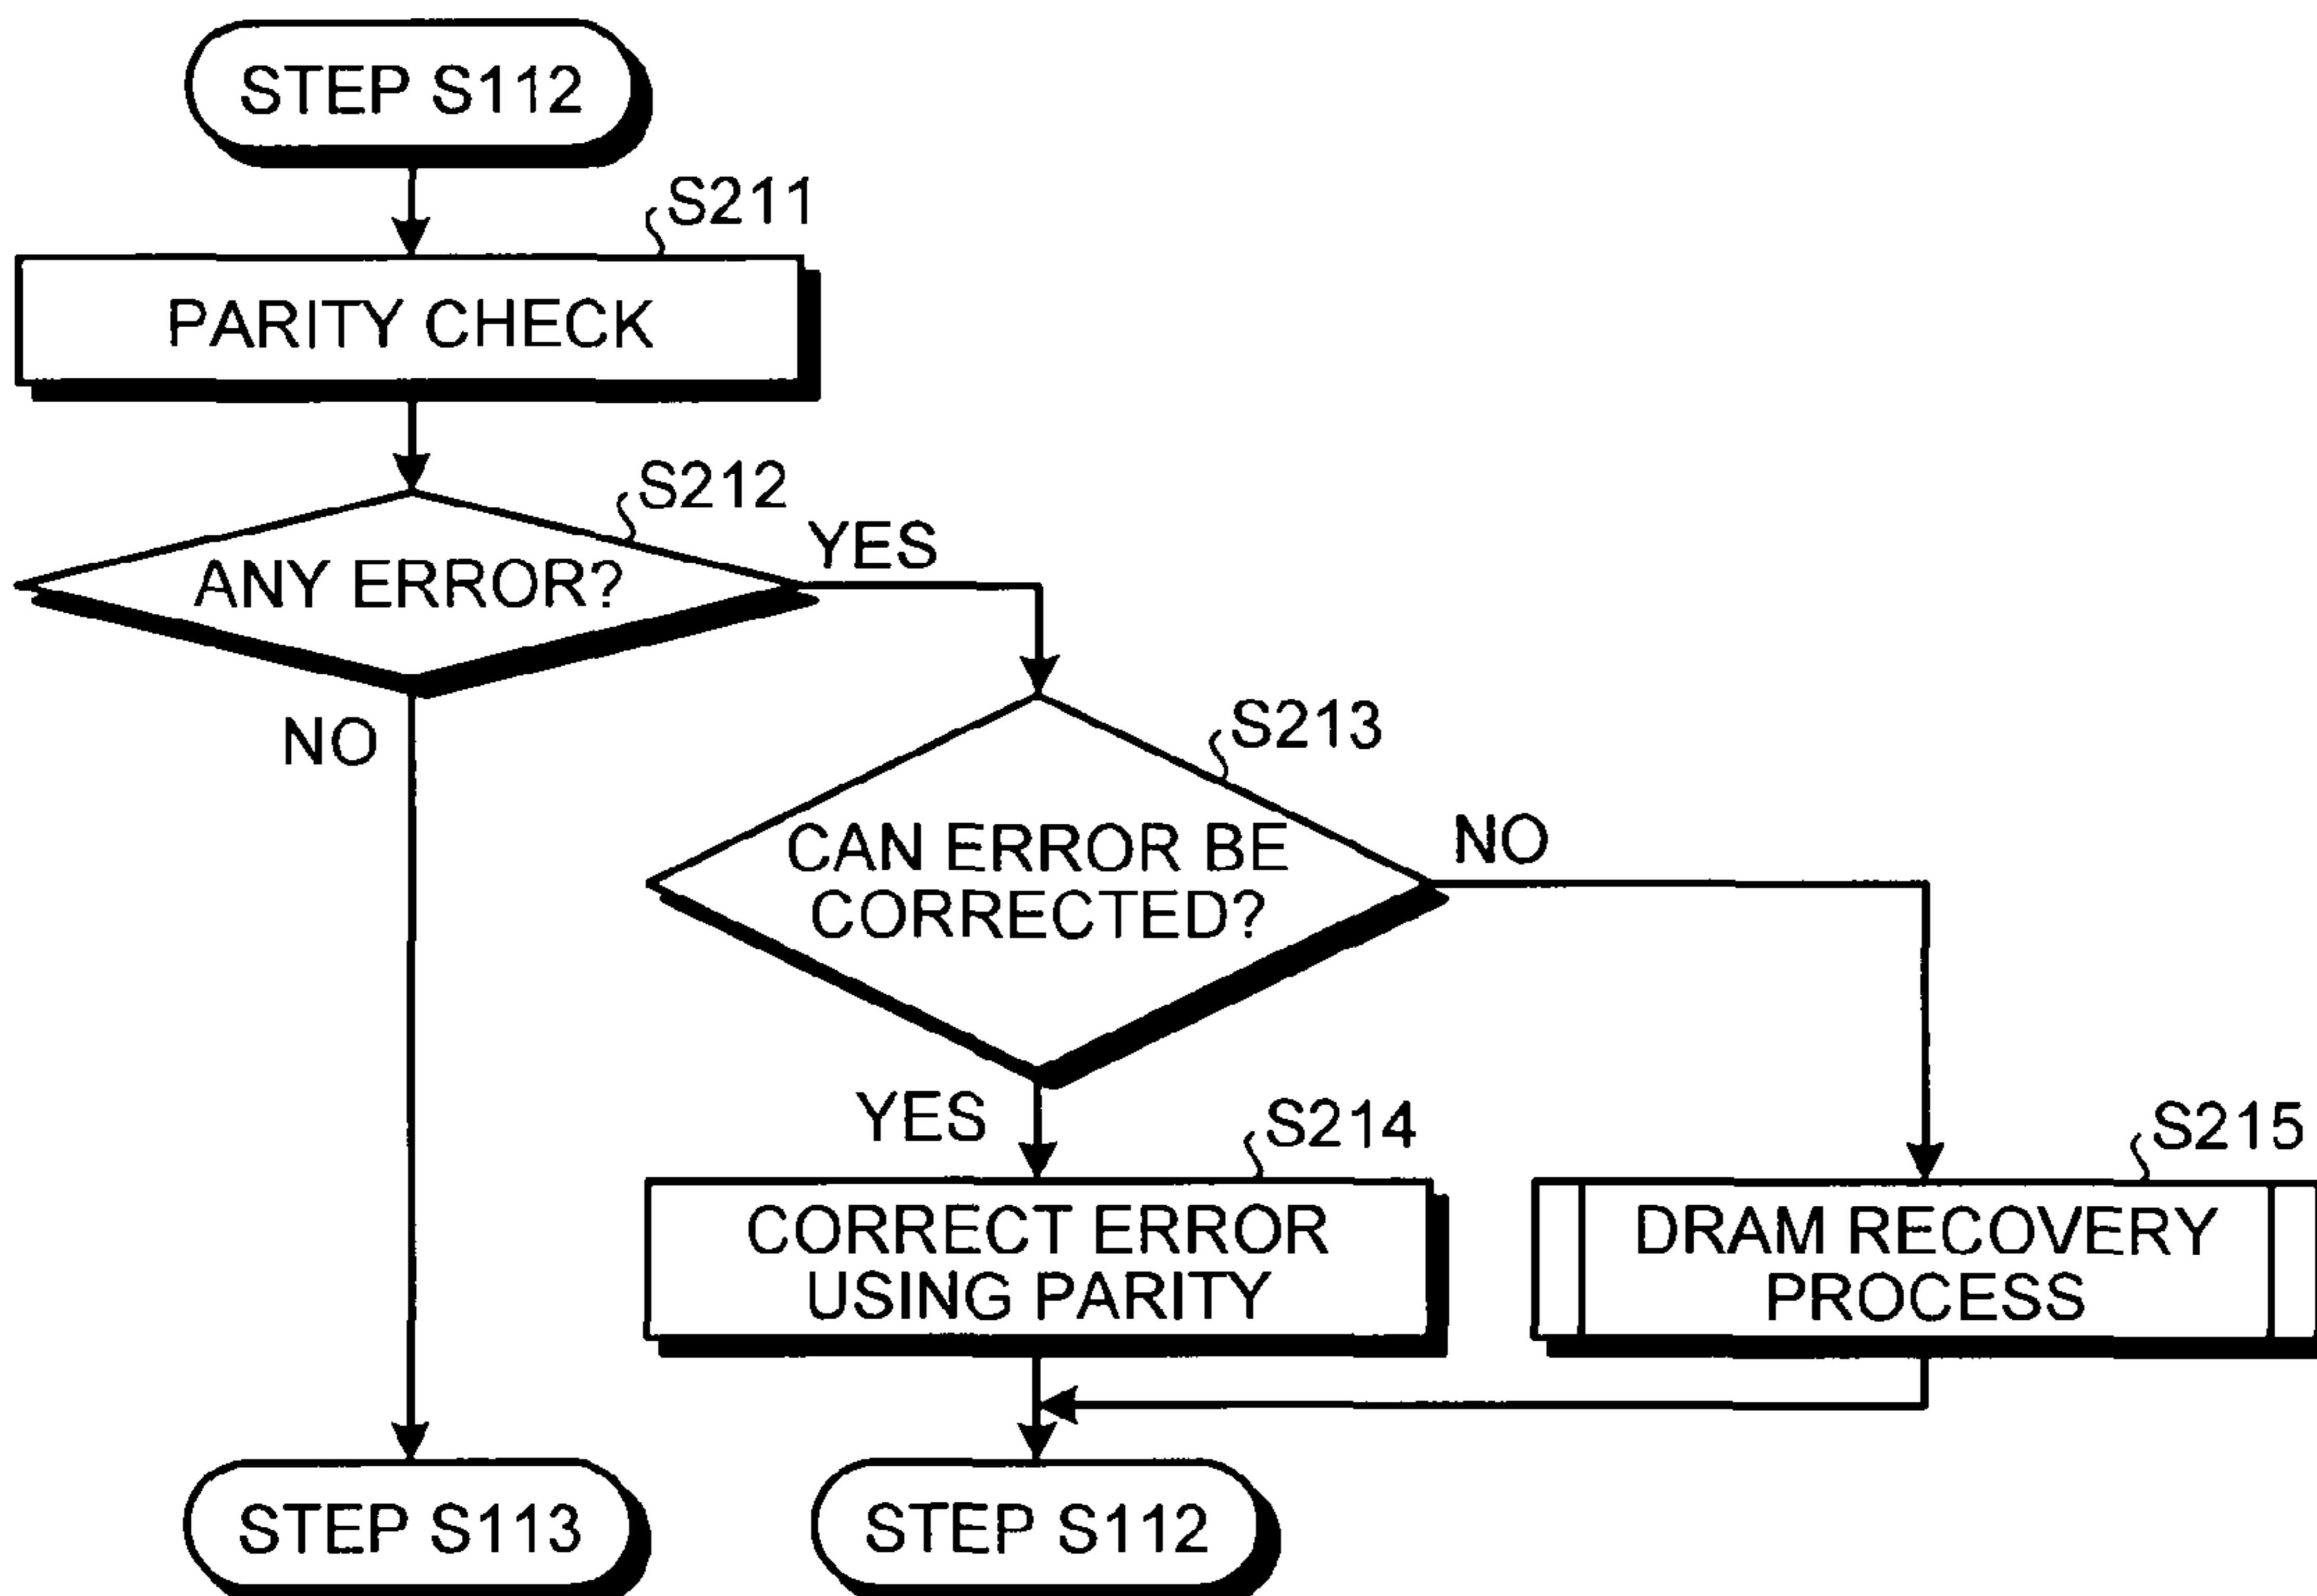 STEP S112
S211
PARITY CHECK
S212
ANY ERROR?
YES
NO
S213
CAN ERROR BE
CORRECTED?
NO
YES
S214
CORRECT ERROR
USING PARITY
S215
DRAM RECOVERY
PROCESS
STEP S113
STEP S112